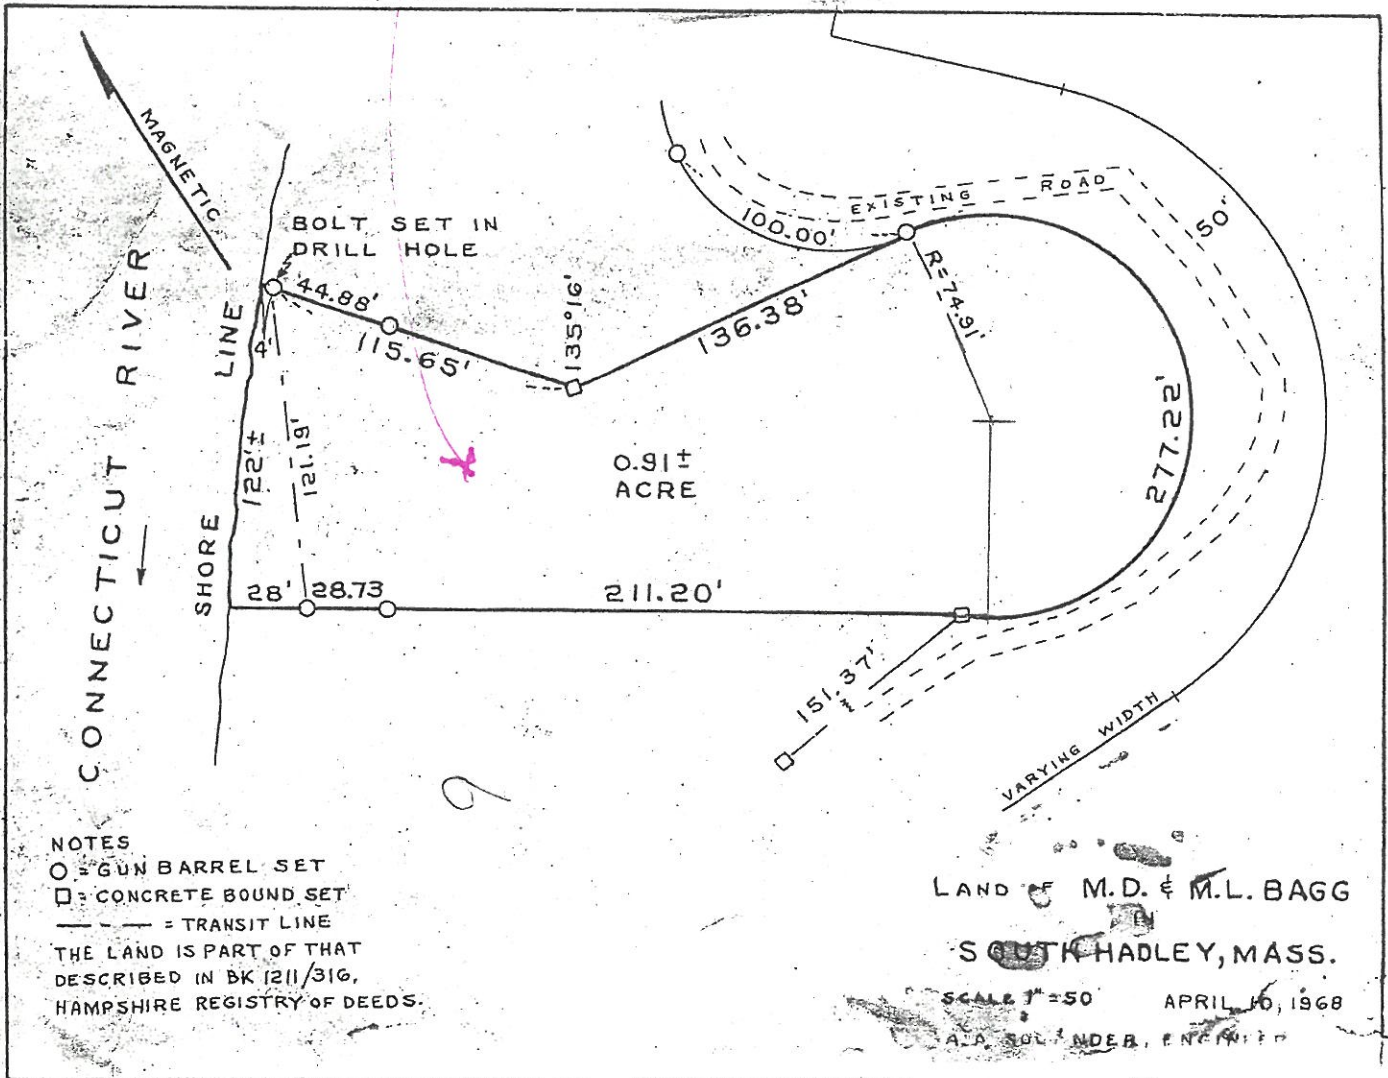 MAGNETIC
BOLT SET IN
DRILL HOLE
EXISTING ROAD
50'
100.00'
R=74.91'
44.88'
115.65'
135°16'
136.38'
277.22'
CONNECTICUT RIVER
SHORE LINE
4'
122'±
121.19'
0.91±
ACRE
28'
28.73
211.20'
151.37'
VARYING WIDTH
NOTES
O = GUN BARREL SET
□ = CONCRETE BOUND SET
— - — = TRANSIT LINE
THE LAND IS PART OF THAT
DESCRIBED IN BK 1211/316,
HAMPSHIRE REGISTRY OF DEEDS.
LAND OF M.D. & M.L. BAGG
IN
SOUTH HADLEY, MASS.
SCALE 1"=50 APRIL 10, 1968
A.A. ENGINEER